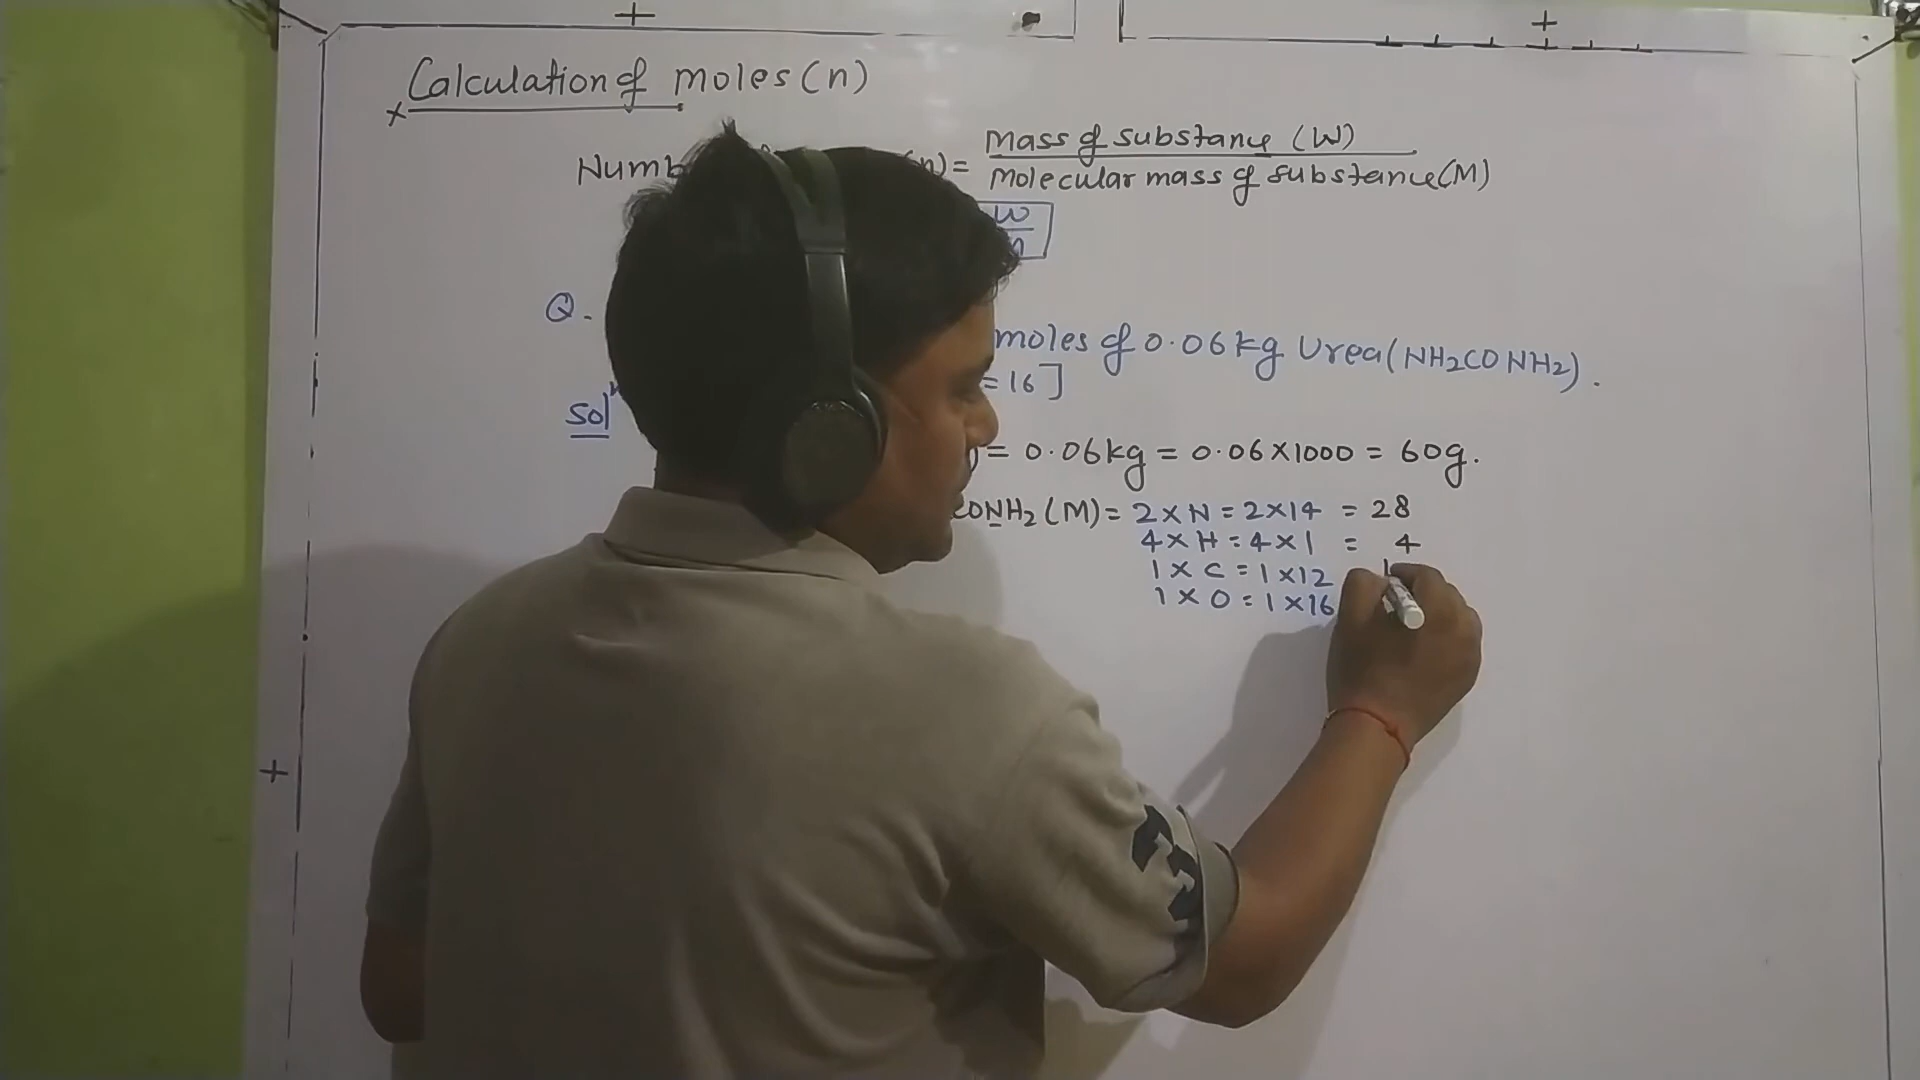 Calculation of moles (n)
n) = Mass of substance (W)
Molecular mass of substance (M)
W
Q.
moles of 0.06 kg Urea (NH2CONH2).
= 16]
Sol
= 0.06 kg = 0.06 × 1000 = 60g.
CONH2 (M) = 2 × N = 2 × 14 = 28
4 × H = 4 × 1 = 4
1 × C = 1 × 12
1 × O = 1 × 16